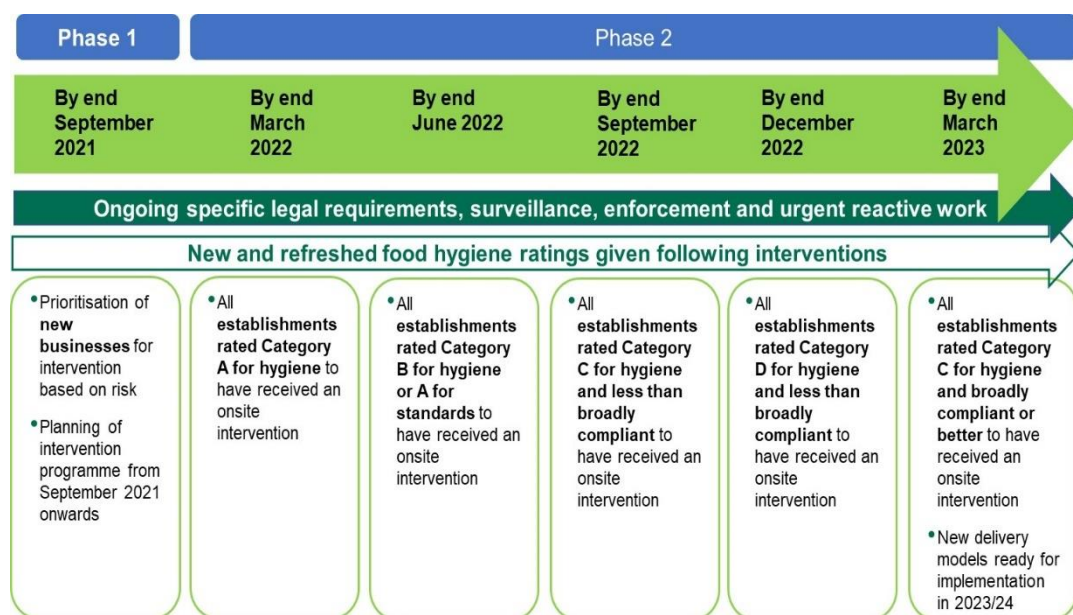 Phase 1
Phase 2
By end
September
2021
By end
March
2022
By end
June 2022
By end
September
2022
By end
December
2022
By end
March
2023
Ongoing specific legal requirements, surveillance, enforcement and urgent reactive work
New and refreshed food hygiene ratings given following interventions
•Prioritisation of
new
businesses for
intervention
based on risk
•Planning of
intervention
programme from
September 2021
onwards
•All
establishments
rated Category
A for hygiene to
have received an
onsite
intervention
•All
establishments
rated Category
B for hygiene
or A for
standards to
have received an
onsite
intervention
•All
establishments
rated Category
C for hygiene
and less than
broadly
compliant to
have received an
onsite
intervention
•All
establishments
rated Category
D for hygiene
and less than
broadly
compliant to
have received an
onsite
intervention
•All
establishments
rated Category
C for hygiene
and broadly
compliant or
better to have
received an
onsite
intervention
•New delivery
models ready for
implementation
in 2023/24